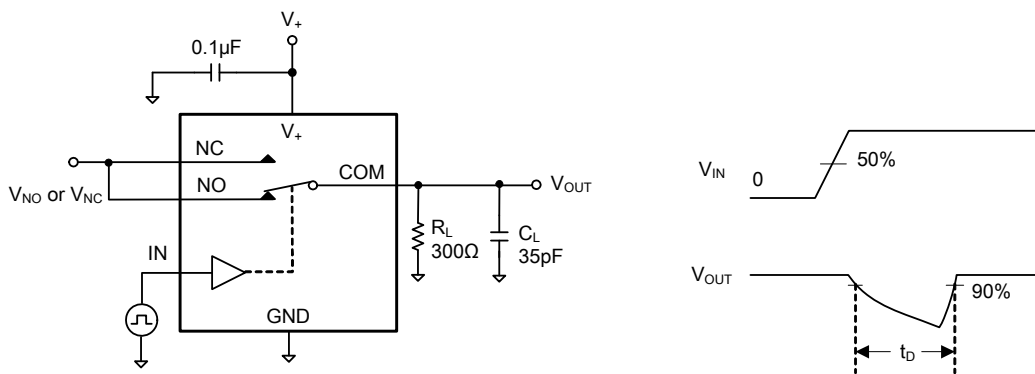 V+
0.1µF
V+
NC
COM
VOUT
NO
VNO or VNC
RL
300Ω
CL
35pF
IN
GND
VIN
0
50%
VOUT
90%
tD